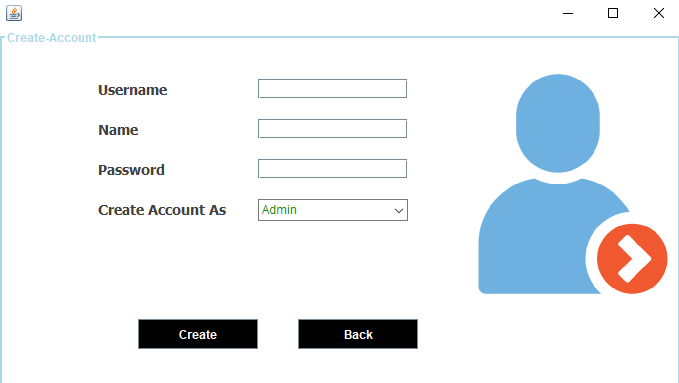 Create-Account
Username
Name
Password
Create Account As Admin
Create Back